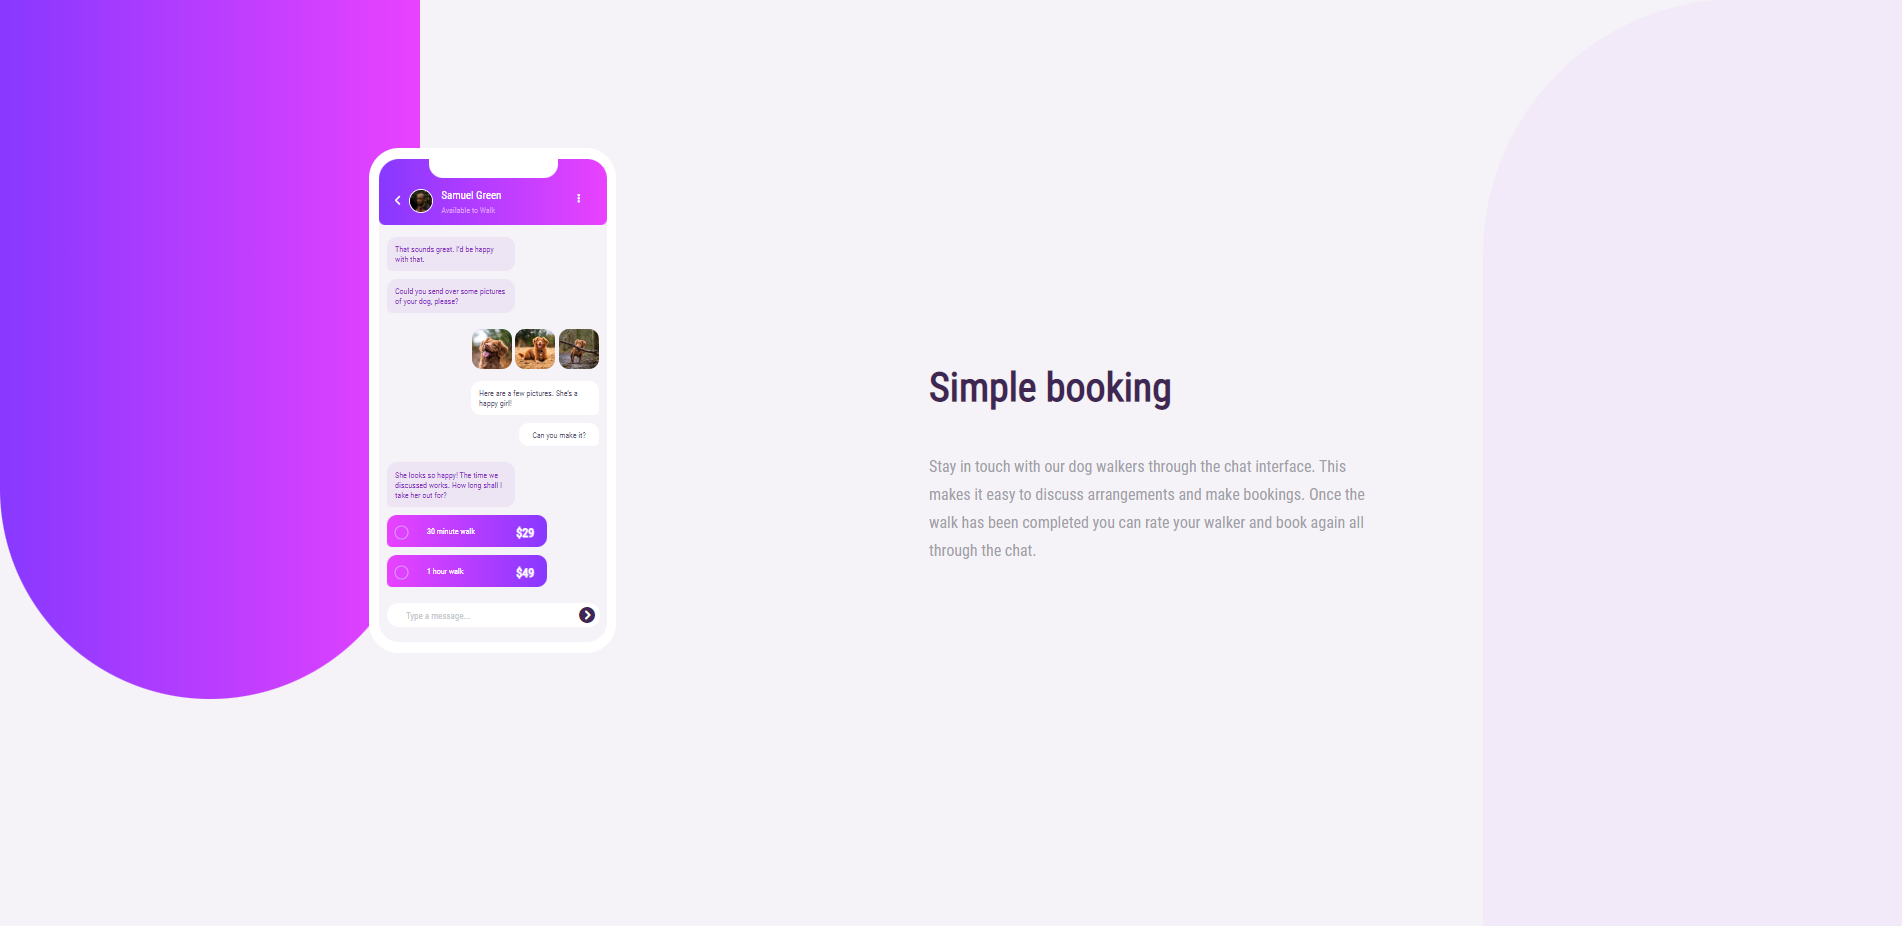 Samuel Green
Available to Walk
That sounds great. I'd be happy
with that.
Could you send over some pictures
of your dog, please?
Here are a few pictures. She's a
happy girl!
Can you make it?
She looks so happy! The time we
discussed works. How long shall I
take her out for?
30 minute walk $29
1 hour walk $49
Type a message...
Simple booking
Stay in touch with our dog walkers through the chat interface. This
makes it easy to discuss arrangements and make bookings. Once the
walk has been completed you can rate your walker and book again all
through the chat.